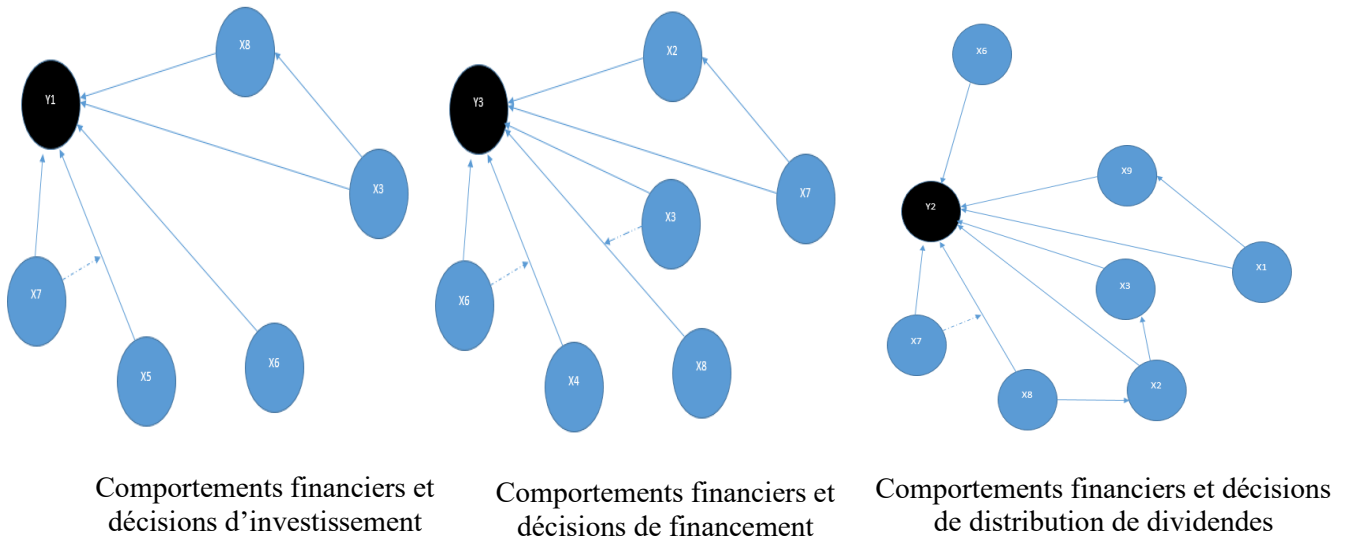 X8
Y1
X3
X7
X5
X6
Comportements financiers et
décisions d’investissement
X2
Y3
X7
X3
X6
X8
X4
Comportements financiers et
décisions de financement
X6
X9
Y2
X1
X3
X7
X2
X8
Comportements financiers et décisions
de distribution de dividendes